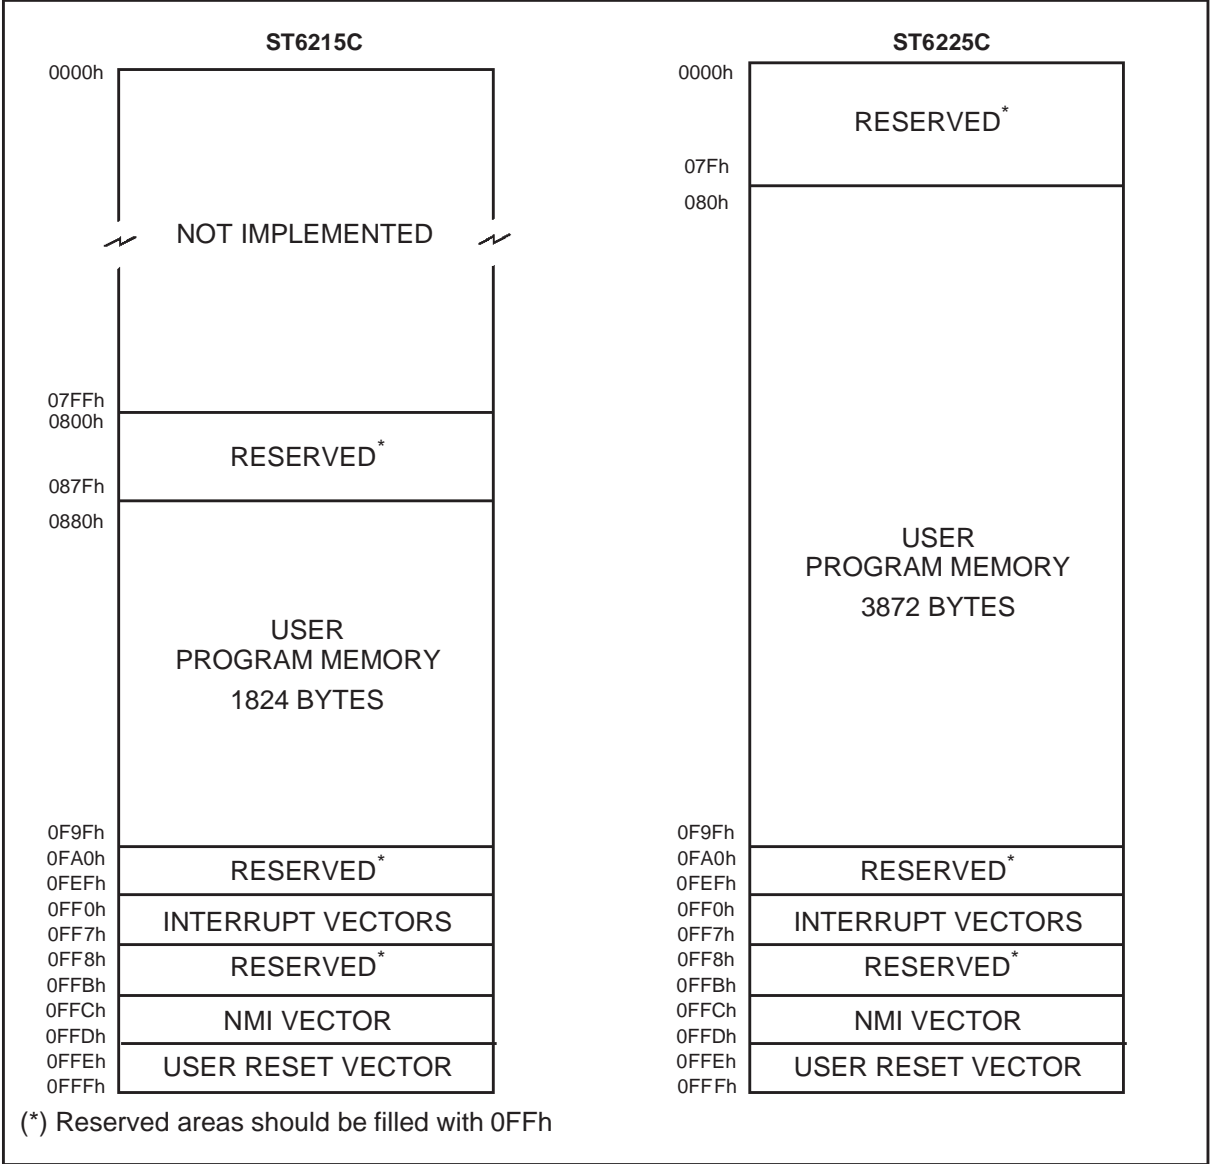 ST6215C
0000h
NOT IMPLEMENTED
07FFh
0800h
RESERVED*
087Fh
0880h
USER
PROGRAM MEMORY
1824 BYTES
0F9Fh
0FA0h
RESERVED*
0FEFh
0FF0h
INTERRUPT VECTORS
0FF7h
0FF8h
RESERVED*
0FFBh
0FFCh
NMI VECTOR
0FFDh
0FFEh
USER RESET VECTOR
0FFFh
ST6225C
0000h
RESERVED*
07Fh
080h
USER
PROGRAM MEMORY
3872 BYTES
0F9Fh
0FA0h
RESERVED*
0FEFh
0FF0h
INTERRUPT VECTORS
0FF7h
0FF8h
RESERVED*
0FFBh
0FFCh
NMI VECTOR
0FFDh
0FFEh
USER RESET VECTOR
0FFFh
(*) Reserved areas should be filled with 0FFh